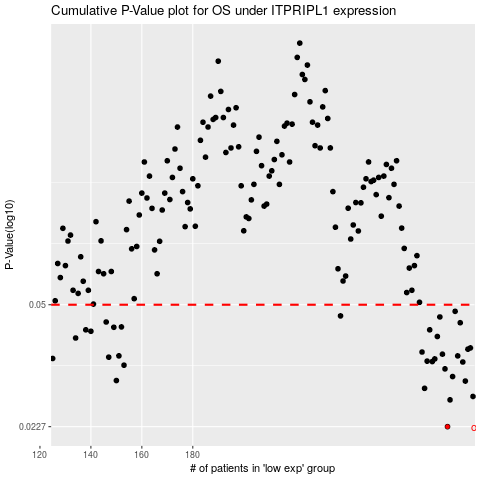 Cumulative P-Value plot for OS under ITPRIPL1 expression
P-Value(log10)
0.05
0.0227
120 140 160 180
# of patients in 'low exp' group